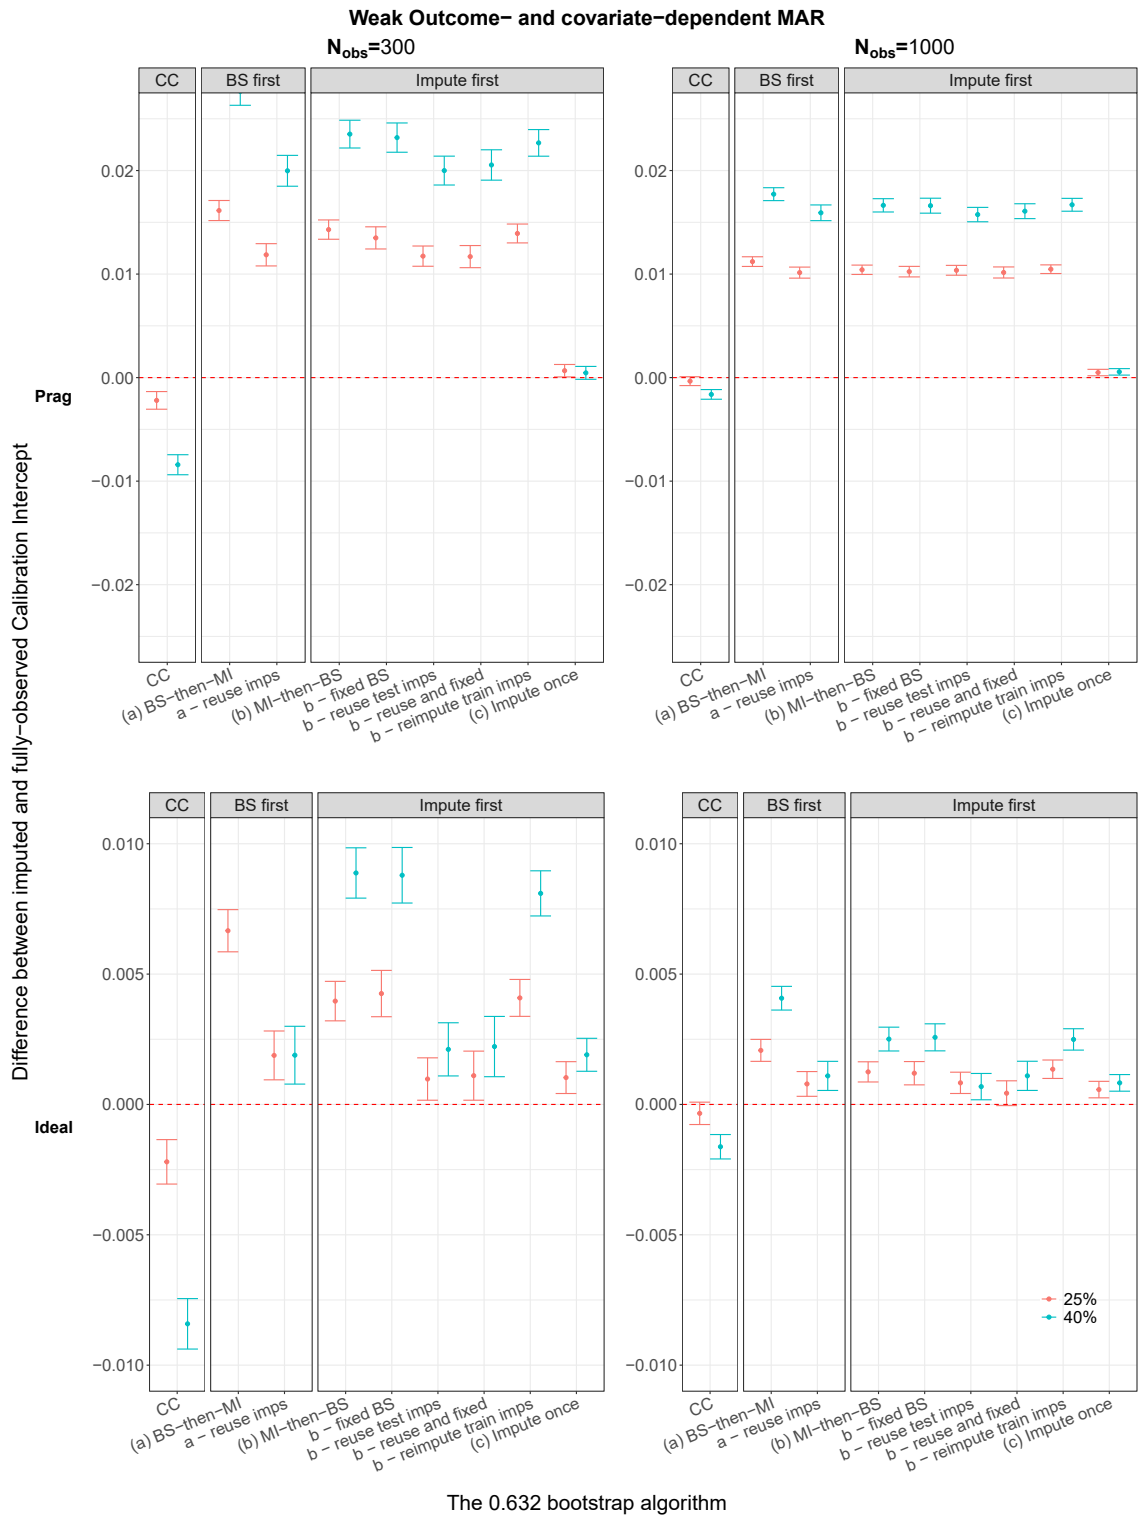 Weak Outcome− and covariate−dependent MAR
Nobs=300
Nobs=1000
Difference between imputed and fully−observed Calibration Intercept
Prag
CC
BS first
Impute first
0.02
0.01
0.00
−0.01
−0.02
CC
(a) BS−then−MI
a − reuse imps
(b) MI−then−BS
b − fixed BS
b − reuse test imps
b − reuse and fixed
b − reimpute train imps
(c) Impute once
CC
BS first
Impute first
0.02
0.01
0.00
−0.01
−0.02
CC
(a) BS−then−MI
a − reuse imps
(b) MI−then−BS
b − fixed BS
b − reuse test imps
b − reuse and fixed
b − reimpute train imps
(c) Impute once
Ideal
CC
BS first
Impute first
0.010
0.005
0.000
−0.005
−0.010
CC
(a) BS−then−MI
a − reuse imps
(b) MI−then−BS
b − fixed BS
b − reuse test imps
b − reuse and fixed
b − reimpute train imps
(c) Impute once
CC
BS first
Impute first
0.010
0.005
0.000
−0.005
−0.010
25%
40%
CC
(a) BS−then−MI
a − reuse imps
(b) MI−then−BS
b − fixed BS
b − reuse test imps
b − reuse and fixed
b − reimpute train imps
(c) Impute once
The 0.632 bootstrap algorithm